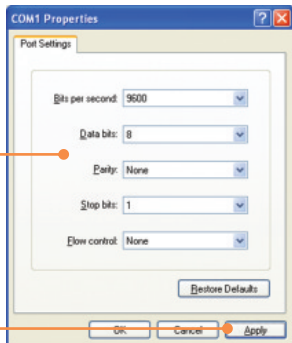 COM1 Properties
Port Settings
Bits per second: 9600
Data bits: 8
Parity: None
Stop bits: 1
Flow control: None
Restore Defaults
OK Cancel Apply